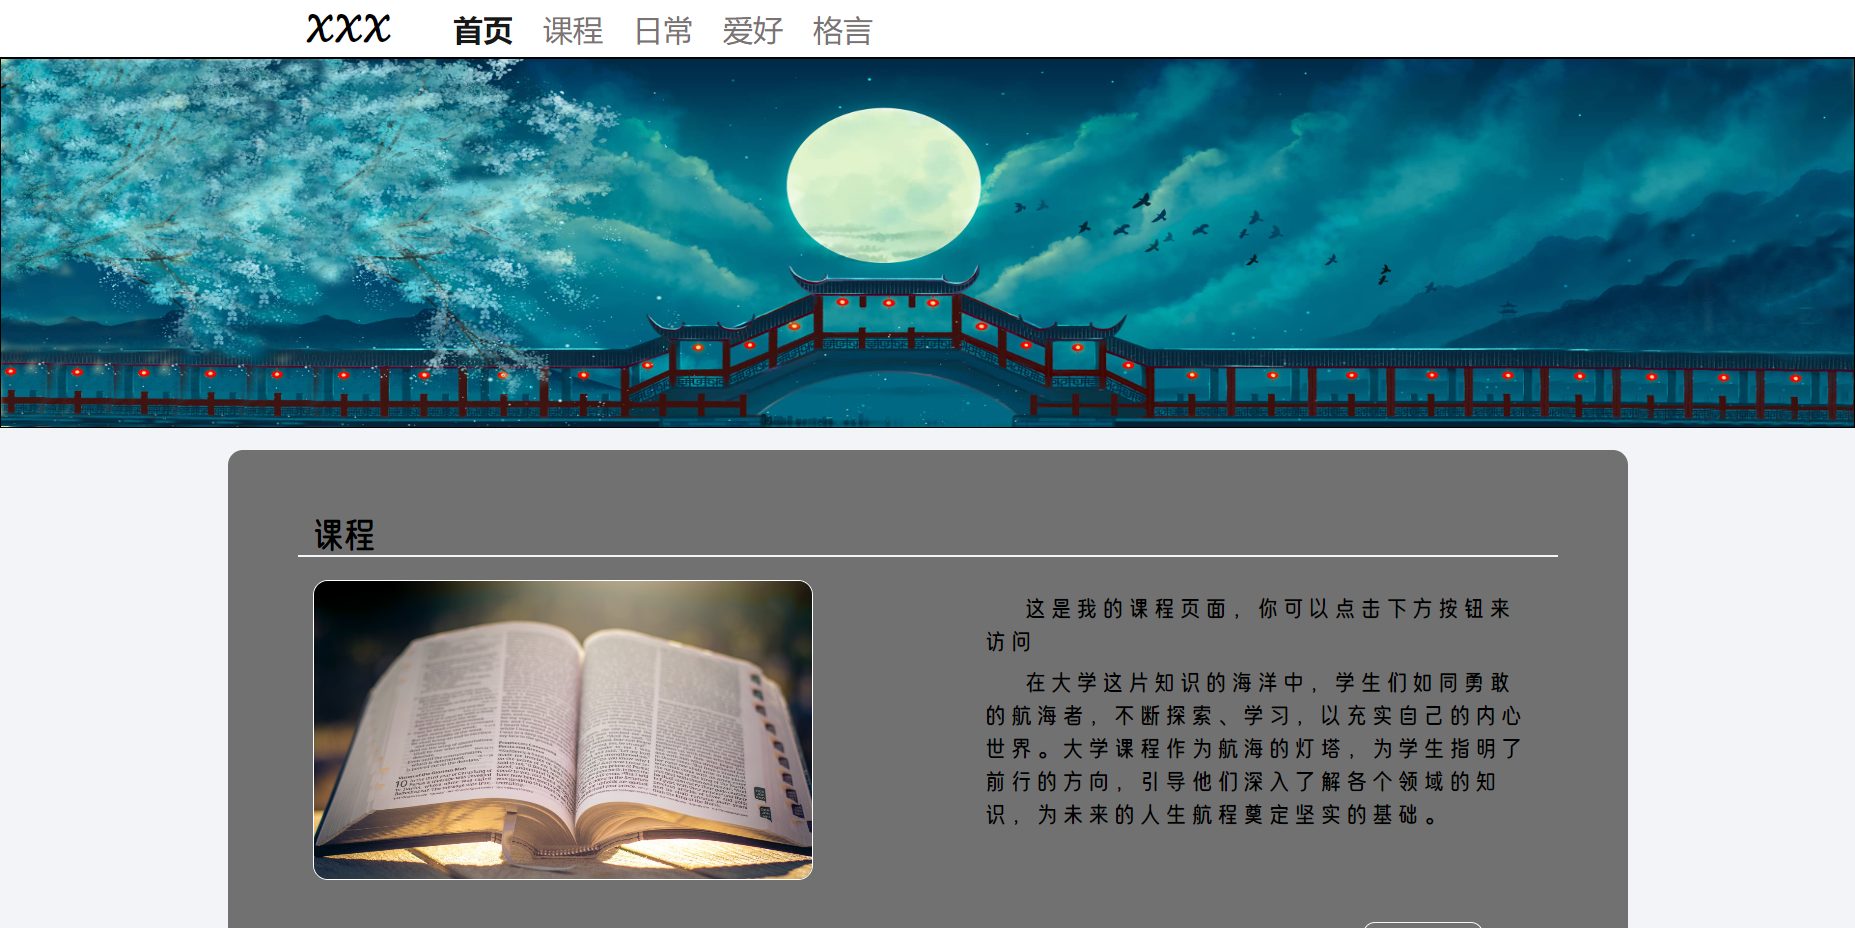 XXX 首页 课程 日常 爱好 格言
课程
这是我的课程页面，你可以点击下方按钮来
访问
在大学这片知识的海洋中，学生们如同勇敢
的航海者，不断探索、学习，以充实自己的内心
世界。大学课程作为航海的灯塔，为学生指明了
前行的方向，引导他们深入了解各个领域的知
识，为未来的人生航程奠定坚实的基础。